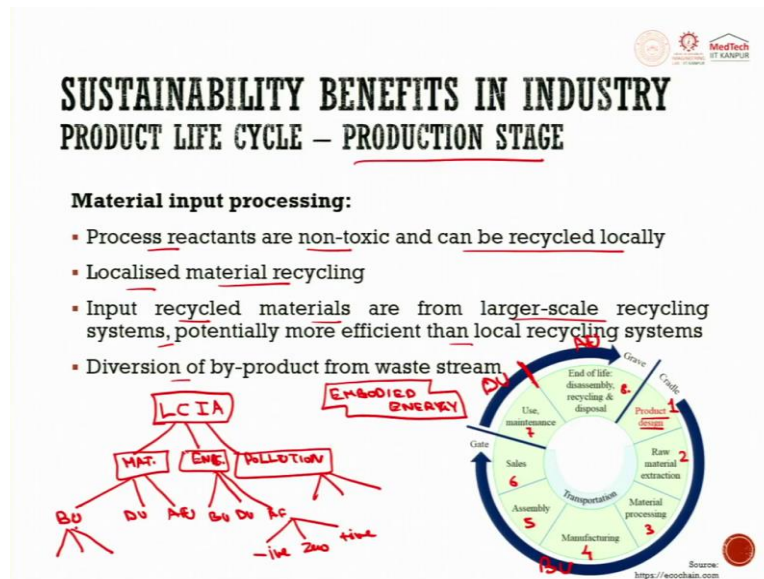 MedTech
IIT KANPUR
SUSTAINABILITY BENEFITS IN INDUSTRY
PRODUCT LIFE CYCLE – PRODUCTION STAGE
Material input processing:
▪ Process reactants are non-toxic and can be recycled locally
▪ Localised material recycling
▪ Input recycled materials are from larger-scale recycling
systems, potentially more efficient than local recycling systems
▪ Diversion of by-product from waste stream
LCIA
MAT.
ENG.
POLLUTION
BU
DU
AEU
BU
DU
-ive
Zero
+ive
EMBODIED
ENERGY
AEU
DU
BU
Grave
Cradle
Gate
Product
design
1
Raw
material
extraction
2
Material
processing
3
Manufacturing
4
Assembly
5
Sales
6
Use,
maintenance
7
End of life:
disassembly,
recycling &
disposal
8.
Transportation
Source:
https://ecochain.com